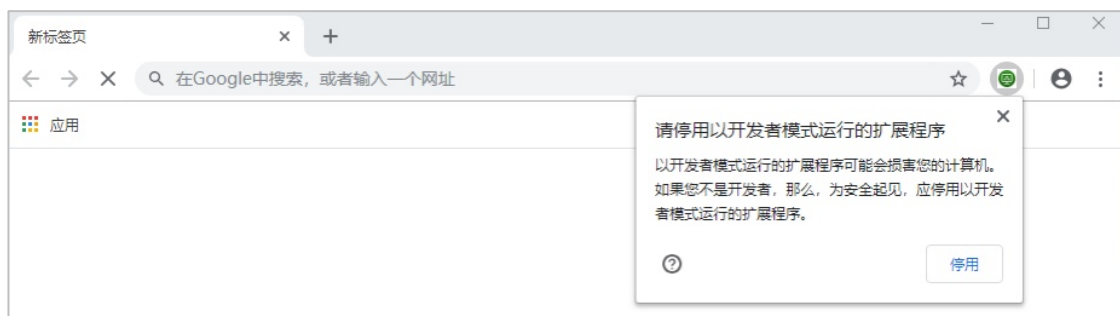 新标签页
在Google中搜索，或者输入一个网址
应用
请停用以开发者模式运行的扩展程序
以开发者模式运行的扩展程序可能会损害您的计算机。
如果您不是开发者，那么，为安全起见，应停用以开发
者模式运行的扩展程序。
停用